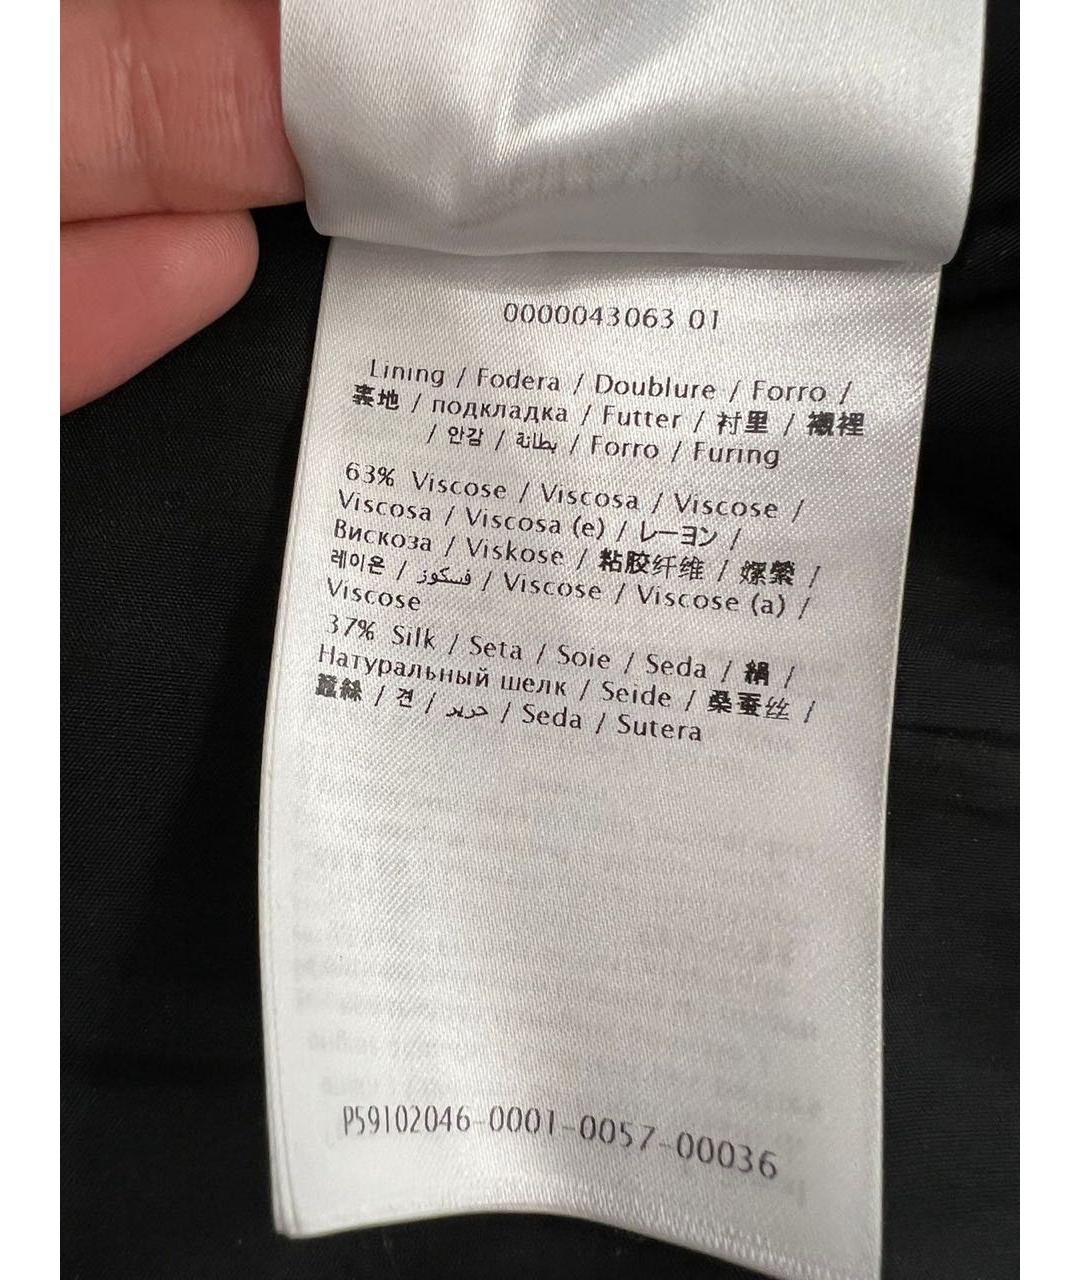 0000043063 01
Lining / Fodera / Doublure / Forro /
裏地 / подкладка / Futter / 衬里 / 襯裡
/ 안감 / بطانة / Forro / Furing
63% Viscose / Viscosa / Viscose /
Viscosa / Viscosa (e) / レーヨン /
Вискоза / Viskose / 粘胶纤维 / 嫘縈 /
레이온 / فسكوز / Viscose / Viscose (a) /
Viscose
37% Silk / Seta / Soie / Seda / 絹 /
Натуральный шелк / Seide / 桑蚕丝 /
蠶絲 / 견 / حرير / Seda / Sutera
P59102046-0001-0057-00036